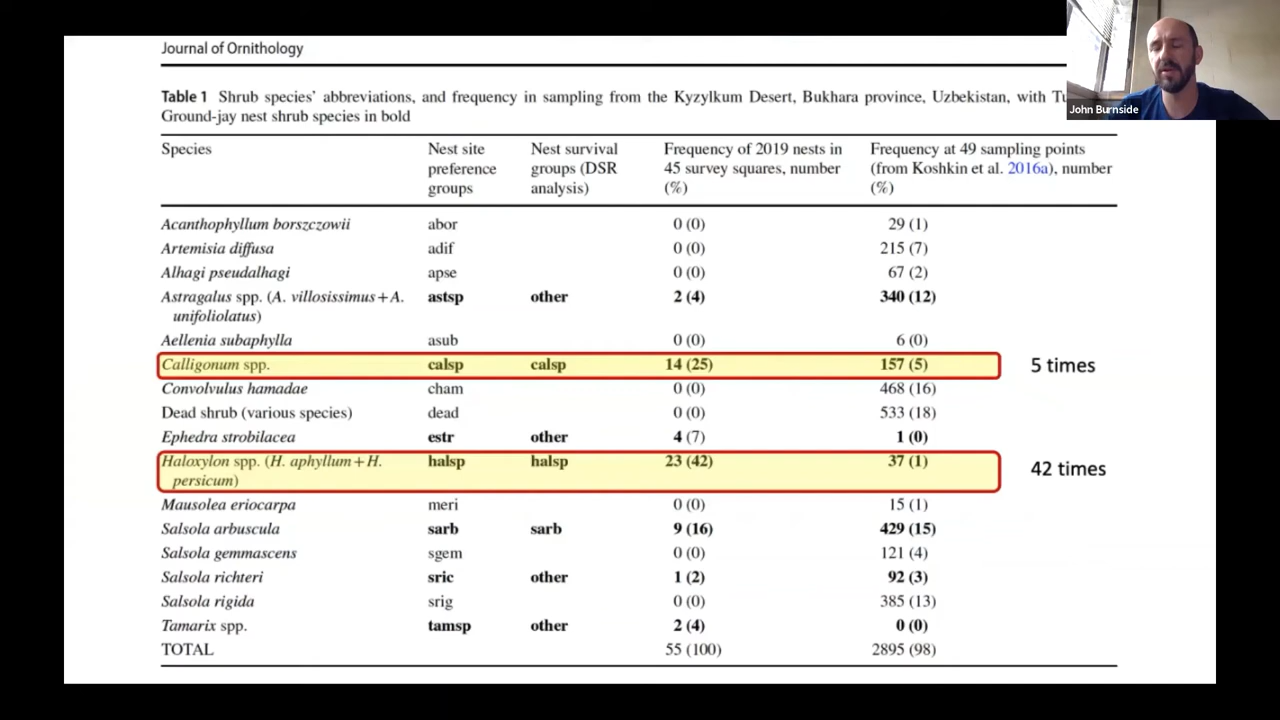 Journal of Ornithology
John Burnside
Table 1 Shrub species' abbreviations, and frequency in sampling from the Kyzylkum Desert, Bukhara province, Uzbekistan, with
Ground-jay nest shrub species in bold
Species Nest site preference groups Nest survival groups (DSR analysis) Frequency of 2019 nests in 45 survey squares, number (%) Frequency at 49 sampling points (from Koshkin et al. 2016a), number (%)
Acanthophyllum borszczowii abor 0 (0) 29 (1)
Artemisia diffusa adif 0 (0) 215 (7)
Alhagi pseudalhagi apse 0 (0) 67 (2)
Astragalus spp. (A. villosissimus+A. astsp other 2 (4) 340 (12)
unifoliolatus)
Aellenia subaphylla asub 0 (0) 6 (0)
Calligonum spp. calsp calsp 14 (25) 157 (5) 5 times
Convolvulus hamadae cham 0 (0) 468 (16)
Dead shrub (various species) dead 0 (0) 533 (18)
Ephedra strobilacea estr other 4 (7) 1 (0)
Haloxylon spp. (H. aphyllum+H. halsp halsp 23 (42) 37 (1) 42 times
persicum)
Mausolea eriocarpa meri 0 (0) 15 (1)
Salsola arbuscula sarb sarb 9 (16) 429 (15)
Salsola gemmascens sgem 0 (0) 121 (4)
Salsola richteri sric other 1 (2) 92 (3)
Salsola rigida srig 0 (0) 385 (13)
Tamarix spp. tamsp other 2 (4) 0 (0)
TOTAL 55 (100) 2895 (98)